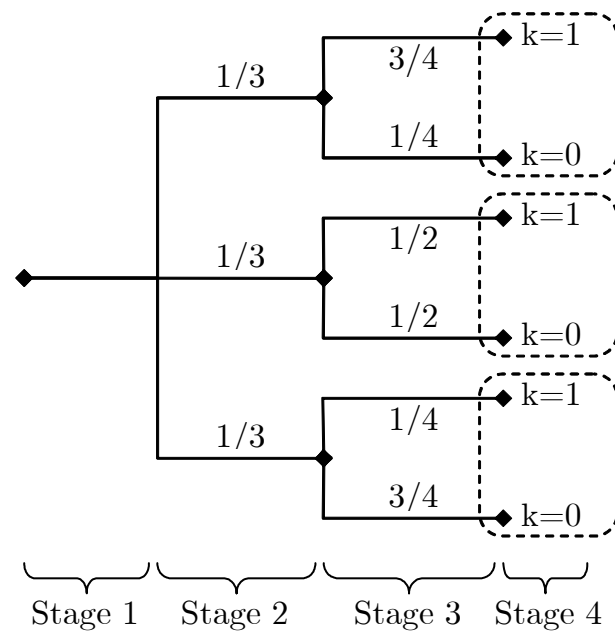 k=1
3/4
1/3
1/4
k=0
k=1
1/2
1/3
1/2
k=0
k=1
1/4
1/3
3/4
k=0
Stage 1 Stage 2 Stage 3 Stage 4